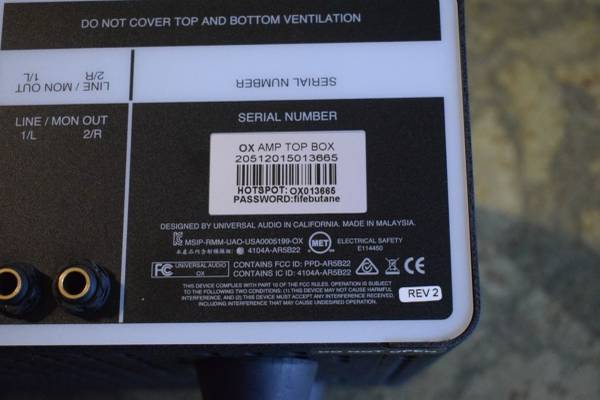 DO NOT COVER TOP AND BOTTOM VENTILATION
LINE / MON OUT
1/L 2/R
SERIAL NUMBER
LINE / MON OUT
1/L 2/R
SERIAL NUMBER
OX AMP TOP BOX
20512015013665
HOTSPOT:OX013665
PASSWORD:fifebutane
DESIGNED BY UNIVERSAL AUDIO IN CALIFORNIA. MADE IN MALAYSIA.
MSIP-RMM-UAO-USA0005199-OX
4104A-AR5B22
MET
ELECTRICAL SAFETY
E114450
FC
UNIVERSAL AUDIO
OX
CONTAINS FCC ID: PPD-AR5B22
CONTAINS IC ID: 4104A-AR5B22
CE
THIS DEVICE COMPLIES WITH PART 15 OF THE FCC RULES. OPERATION IS SUBJECT
TO THE FOLLOWING TWO CONDITIONS: (1) THIS DEVICE MAY NOT CAUSE HARMFUL
INTERFERENCE, AND (2) THIS DEVICE MUST ACCEPT ANY INTERFERENCE RECEIVED,
INCLUDING INTERFERENCE THAT MAY CAUSE UNDESIRED OPERATION.
REV 2